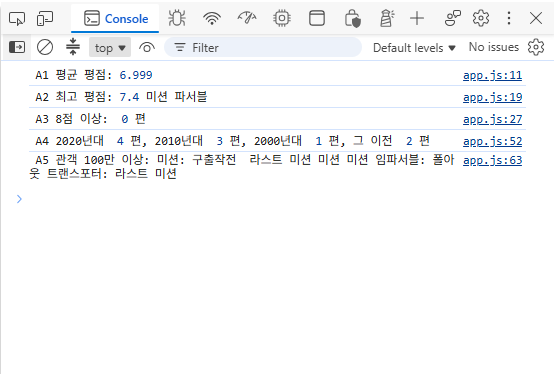 Console
top Filter Default levels No issues
A1 평균 평점: 6.999 app.js:11
A2 최고 평점: 7.4 미션 파서블 app.js:19
A3 8점 이상: 0 편 app.js:27
A4 2020년대 4 편, 2010년대 3 편, 2000년대 1 편, 그 이전 2 편 app.js:52
A5 관객 100만 이상: 미션: 구출작전 라스트 미션 미션 미션 임파서블: 폴아 app.js:63
웃 트랜스포터: 라스트 미션